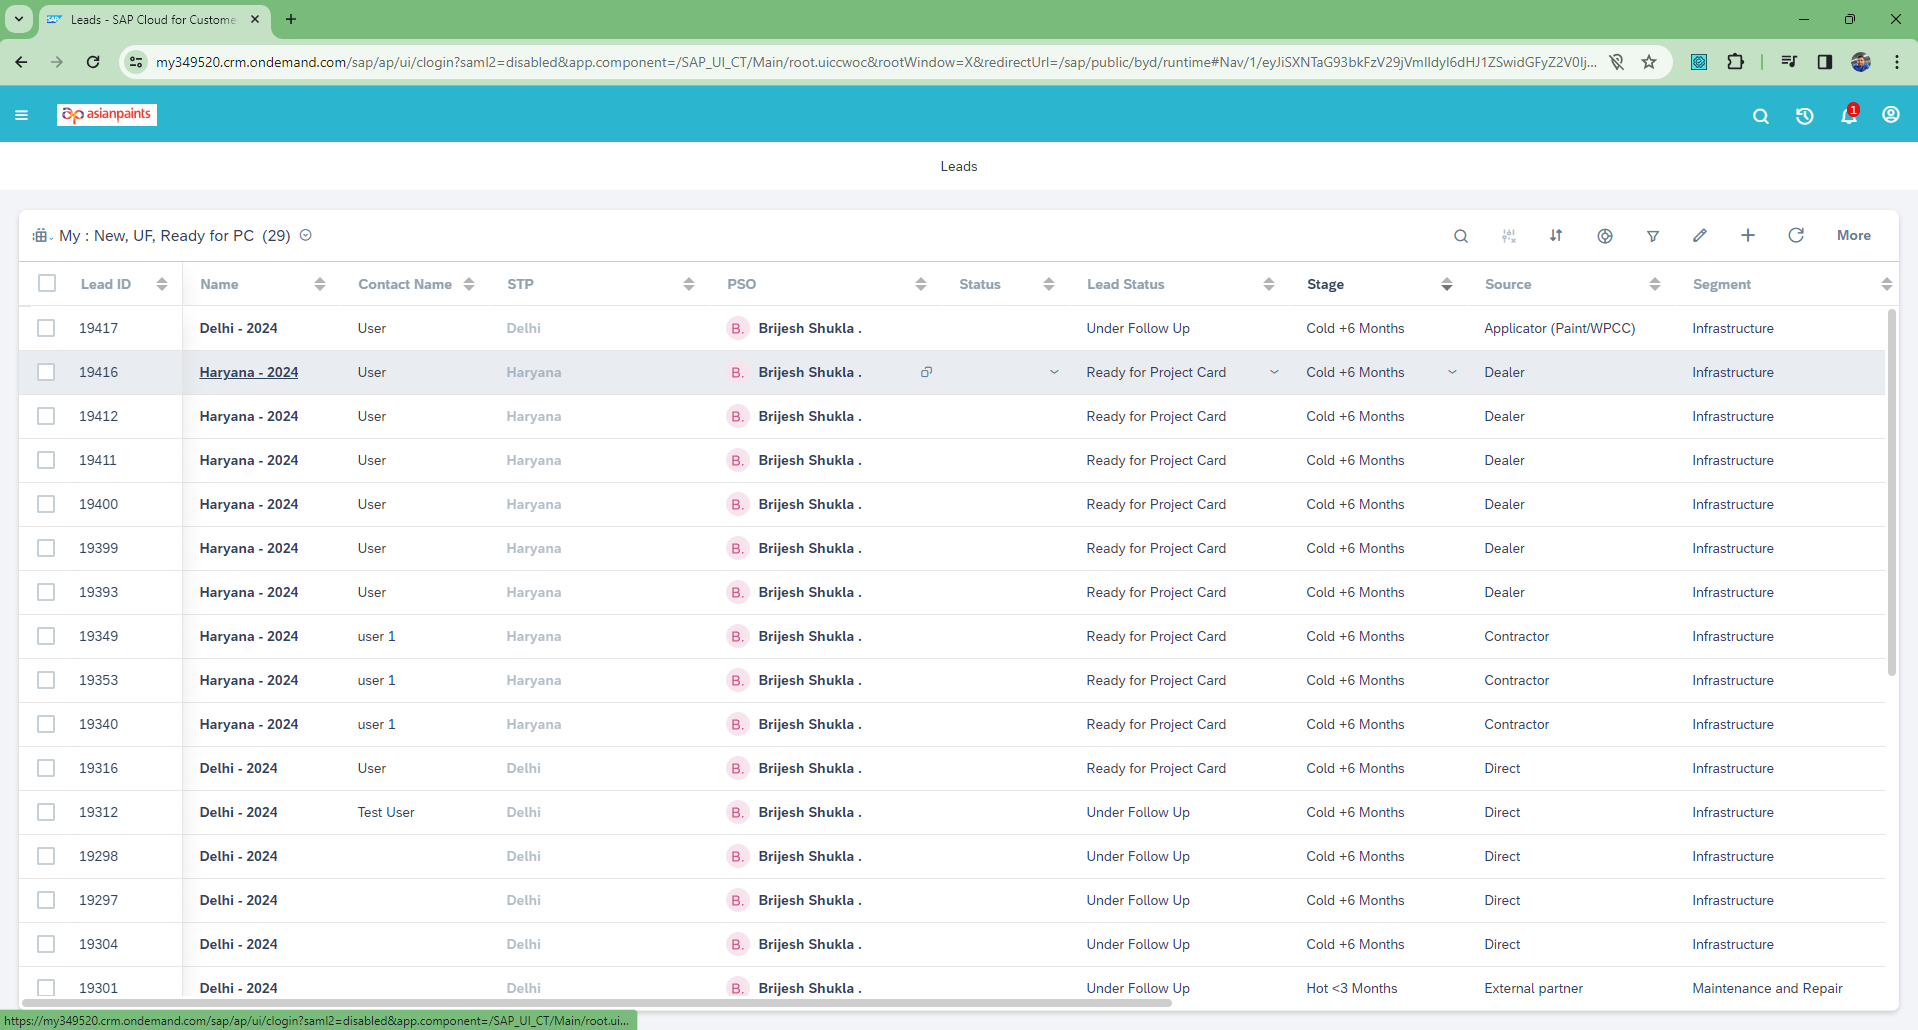 Leads - SAP Cloud for Custome
my349520.crm.ondemand.com/sap/ap/ui/clogin?saml2=disabled&app.component=/SAP_UI_CT/Main/root.uiccwoc&rootWindow=X&redirectUrl=/sap/public/byd/runtime#Nav/1/eyJiSXNTaG93bkFzV29jVmlldyI6dHJ1ZSwidGFyZ2V0Ij...
asianpaints
1
Leads
My : New, UF, Ready for PC (29)
More
Lead ID Name Contact Name STP PSO Status Lead Status Stage Source Segment
19417 Delhi - 2024 User Delhi B. Brijesh Shukla . Under Follow Up Cold +6 Months Applicator (Paint/WPCC) Infrastructure
19416 Haryana - 2024 User Haryana B. Brijesh Shukla . Ready for Project Card Cold +6 Months Dealer Infrastructure
19412 Haryana - 2024 User Haryana B. Brijesh Shukla . Ready for Project Card Cold +6 Months Dealer Infrastructure
19411 Haryana - 2024 User Haryana B. Brijesh Shukla . Ready for Project Card Cold +6 Months Dealer Infrastructure
19400 Haryana - 2024 User Haryana B. Brijesh Shukla . Ready for Project Card Cold +6 Months Dealer Infrastructure
19399 Haryana - 2024 User Haryana B. Brijesh Shukla . Ready for Project Card Cold +6 Months Dealer Infrastructure
19393 Haryana - 2024 User Haryana B. Brijesh Shukla . Ready for Project Card Cold +6 Months Dealer Infrastructure
19349 Haryana - 2024 user 1 Haryana B. Brijesh Shukla . Ready for Project Card Cold +6 Months Contractor Infrastructure
19353 Haryana - 2024 user 1 Haryana B. Brijesh Shukla . Ready for Project Card Cold +6 Months Contractor Infrastructure
19340 Haryana - 2024 user 1 Haryana B. Brijesh Shukla . Ready for Project Card Cold +6 Months Contractor Infrastructure
19316 Delhi - 2024 User Delhi B. Brijesh Shukla . Ready for Project Card Cold +6 Months Direct Infrastructure
19312 Delhi - 2024 Test User Delhi B. Brijesh Shukla . Under Follow Up Cold +6 Months Direct Infrastructure
19298 Delhi - 2024 Delhi B. Brijesh Shukla . Under Follow Up Cold +6 Months Direct Infrastructure
19297 Delhi - 2024 Delhi B. Brijesh Shukla . Under Follow Up Cold +6 Months Direct Infrastructure
19304 Delhi - 2024 Delhi B. Brijesh Shukla . Under Follow Up Cold +6 Months Direct Infrastructure
19301 Delhi - 2024 Delhi B. Brijesh Shukla . Under Follow Up Hot <3 Months External partner Maintenance and Repair
https://my349520.crm.ondemand.com/sap/ap/ui/clogin?saml2=disabled&app.component=/SAP_UI_CT/Main/root.ui...